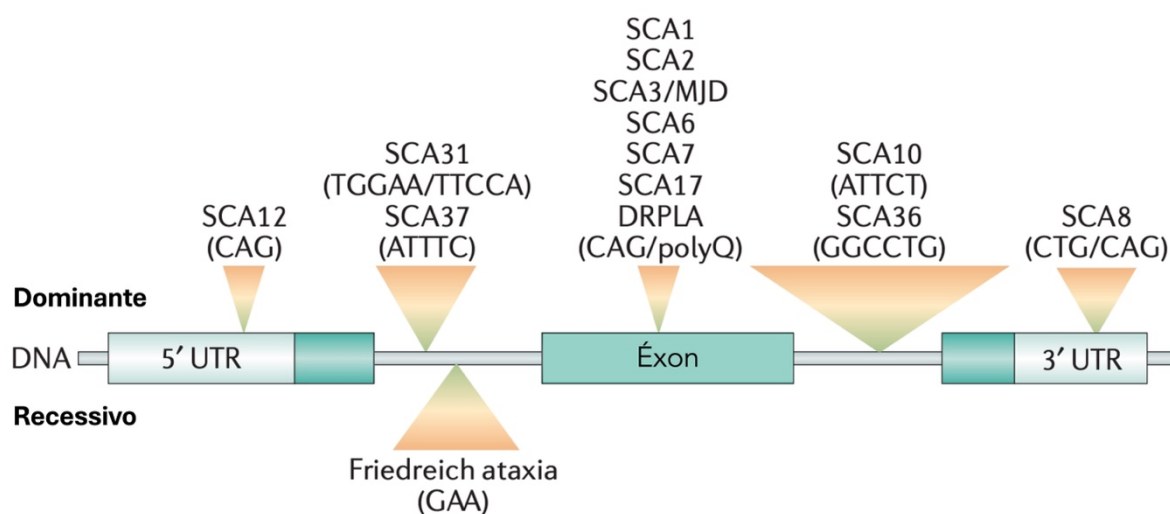 SCA1
SCA2
SCA3/MJD
SCA6
SCA7
SCA17
DRPLA
(CAG/polyQ)
SCA31
(TGGAA/TTCCA)
SCA37
(ATTTC)
SCA10
(ATTCT)
SCA36
(GGCCTG)
SCA12
(CAG)
SCA8
(CTG/CAG)
Dominante
DNA
5′ UTR
Éxon
3′ UTR
Recessivo
Friedreich ataxia
(GAA)